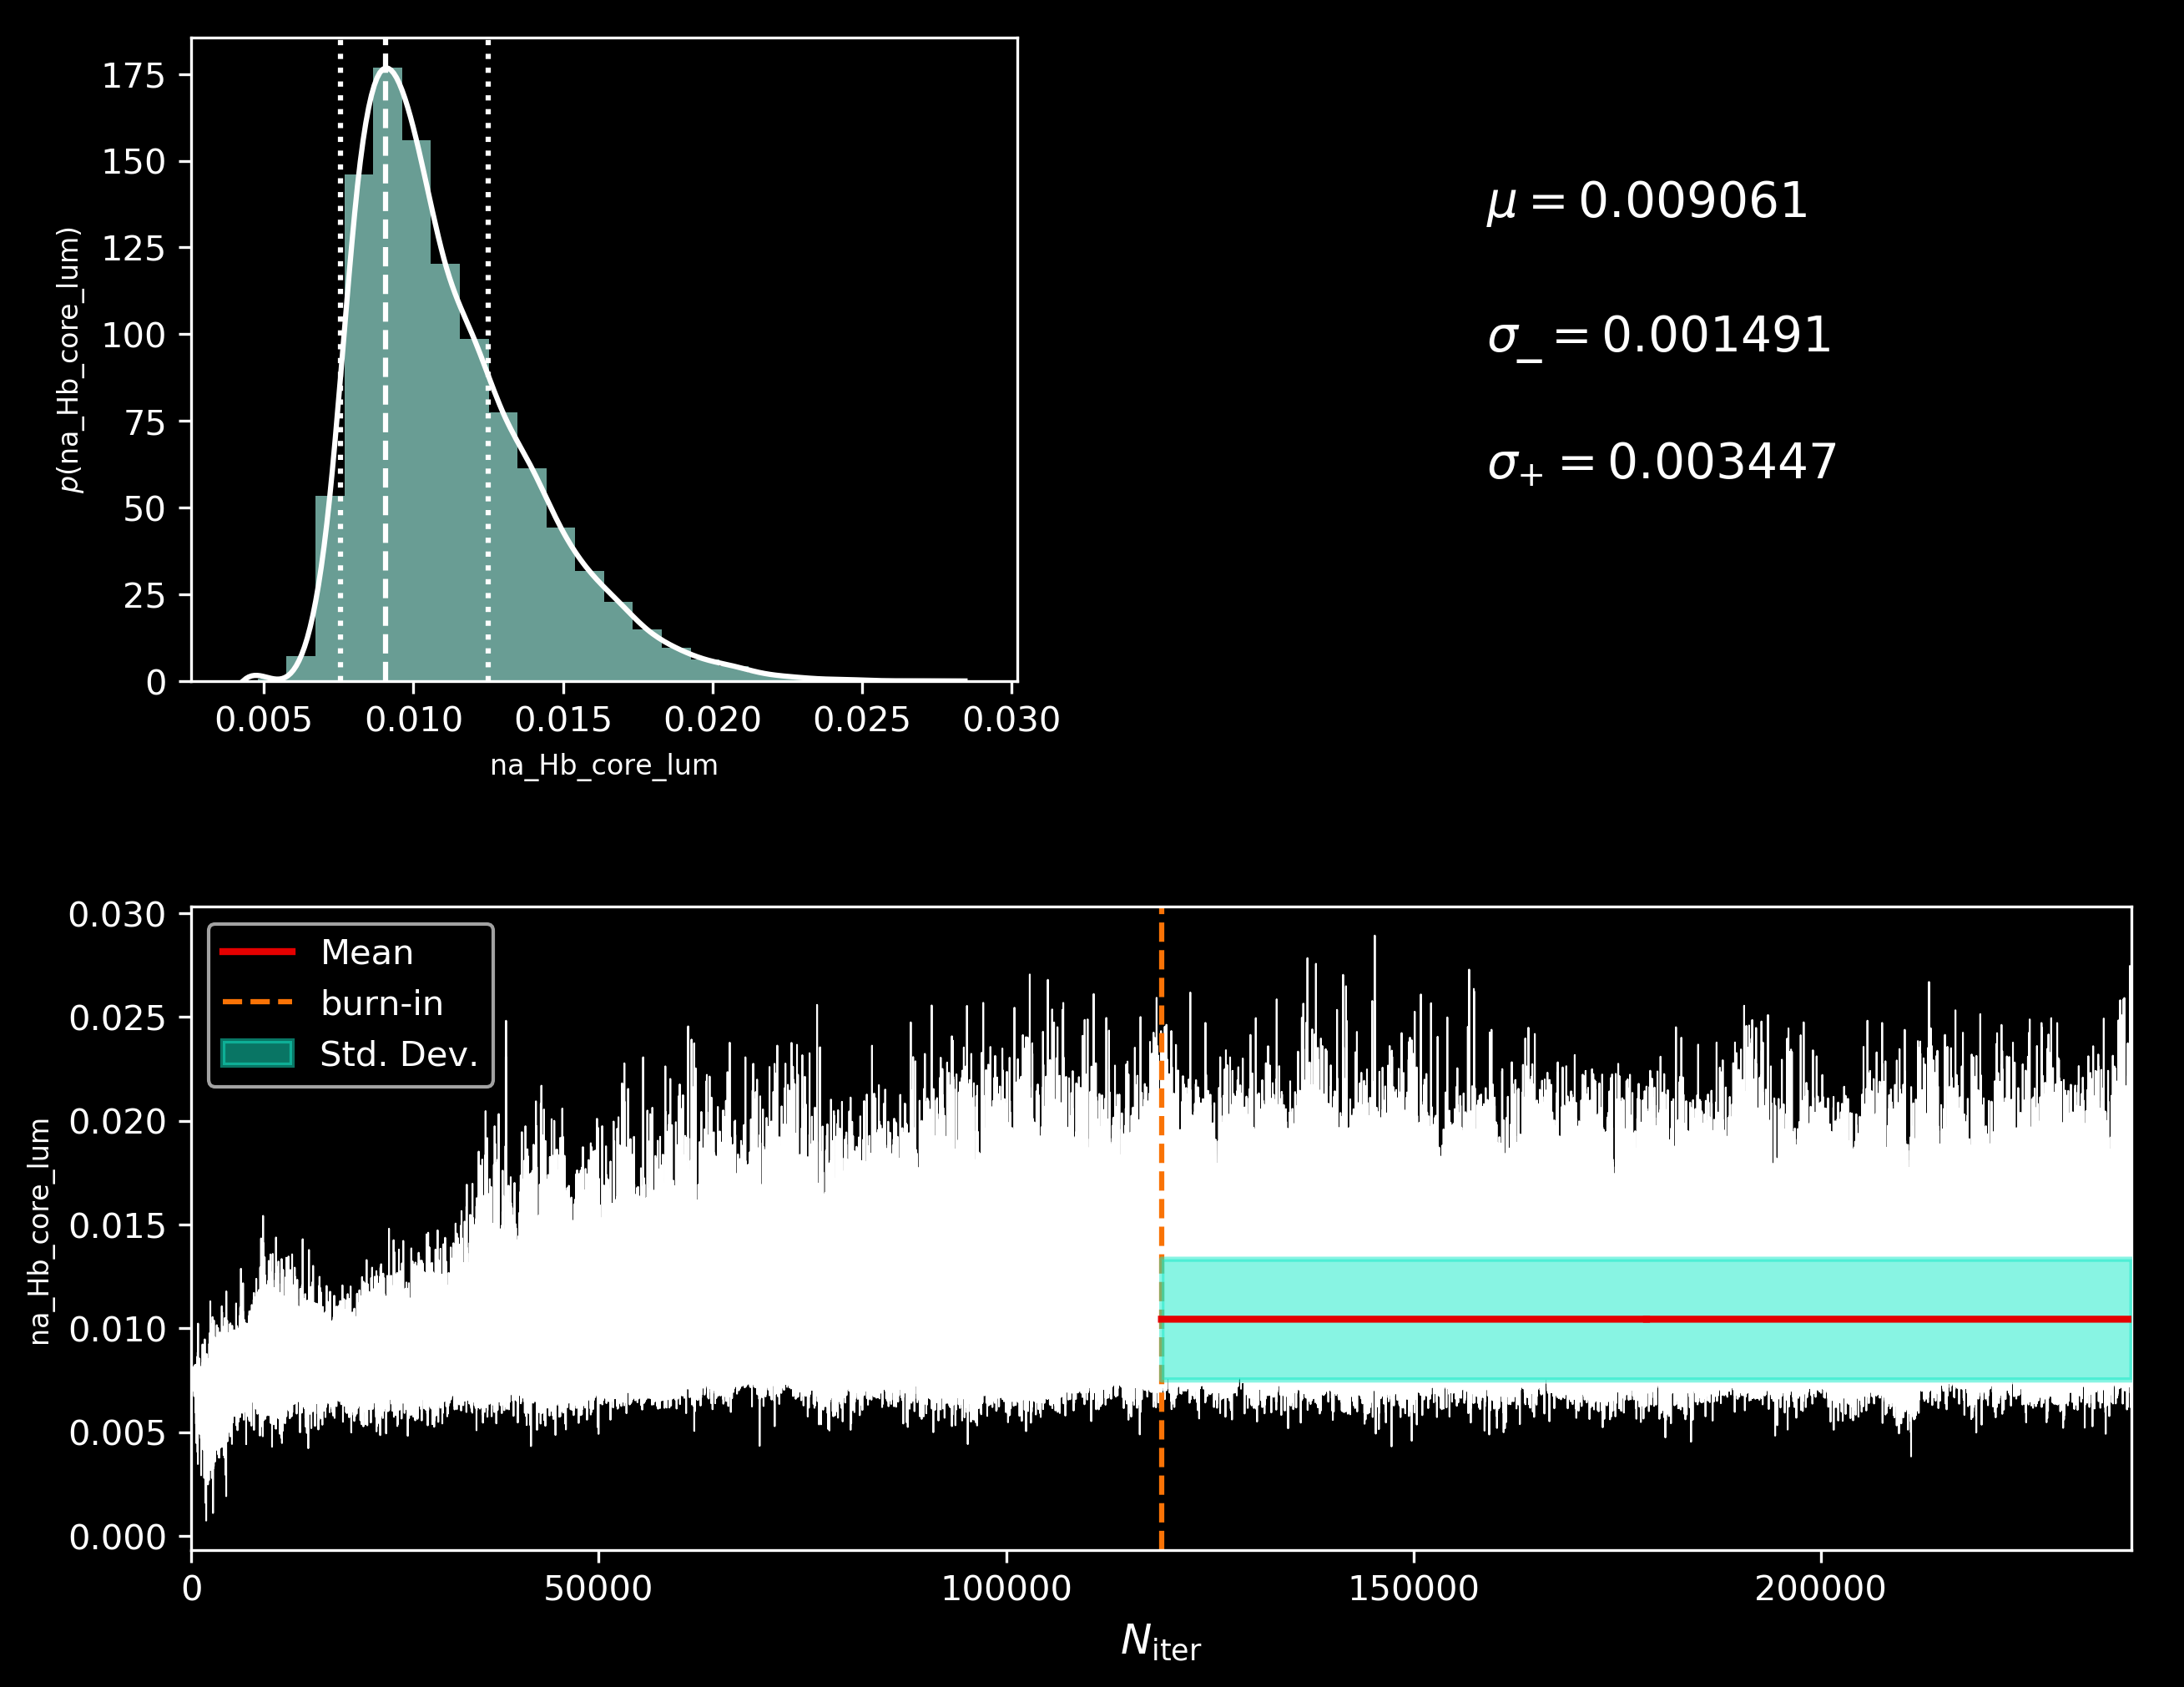 175
150
125
100
75
50
25
0
p(na_Hb_core_lum)
0.005 0.010 0.015 0.020 0.025 0.030
na_Hb_core_lum
μ = 0.009061
σ_ = 0.001491
σ+ = 0.003447
0.030
0.025
0.020
0.015
0.010
0.005
0.000
na_Hb_core_lum
Mean
burn-in
Std. Dev.
0 50000 100000 150000 200000
Niter